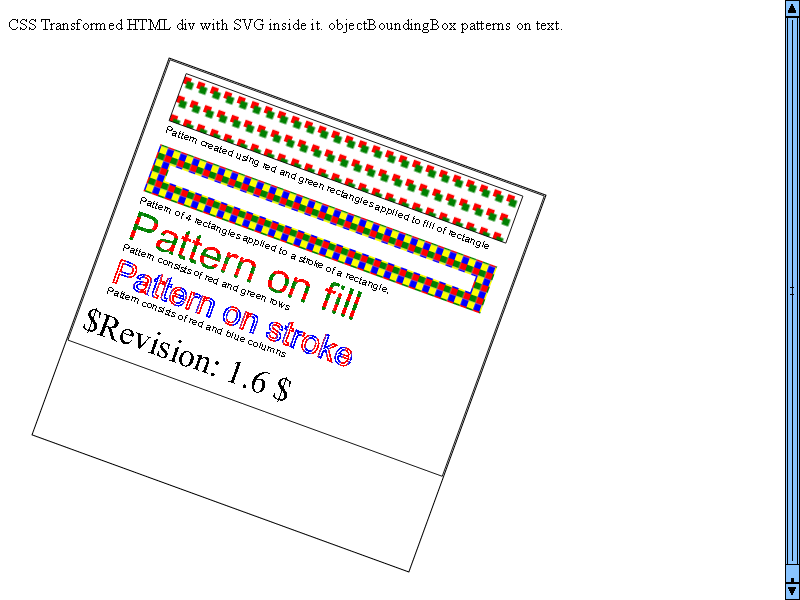 CSS Transformed HTML div with SVG inside it. objectBoundingBox patterns on text.
Pattern created using red and green rectangles applied to fill of rectangle
Pattern of 4 rectangles applied to a stroke of a rectangle.
Pattern on fill
Pattern consists of red and green rows
Pattern on stroke
Pattern consists of red and blue columns
$Revision: 1.6 $